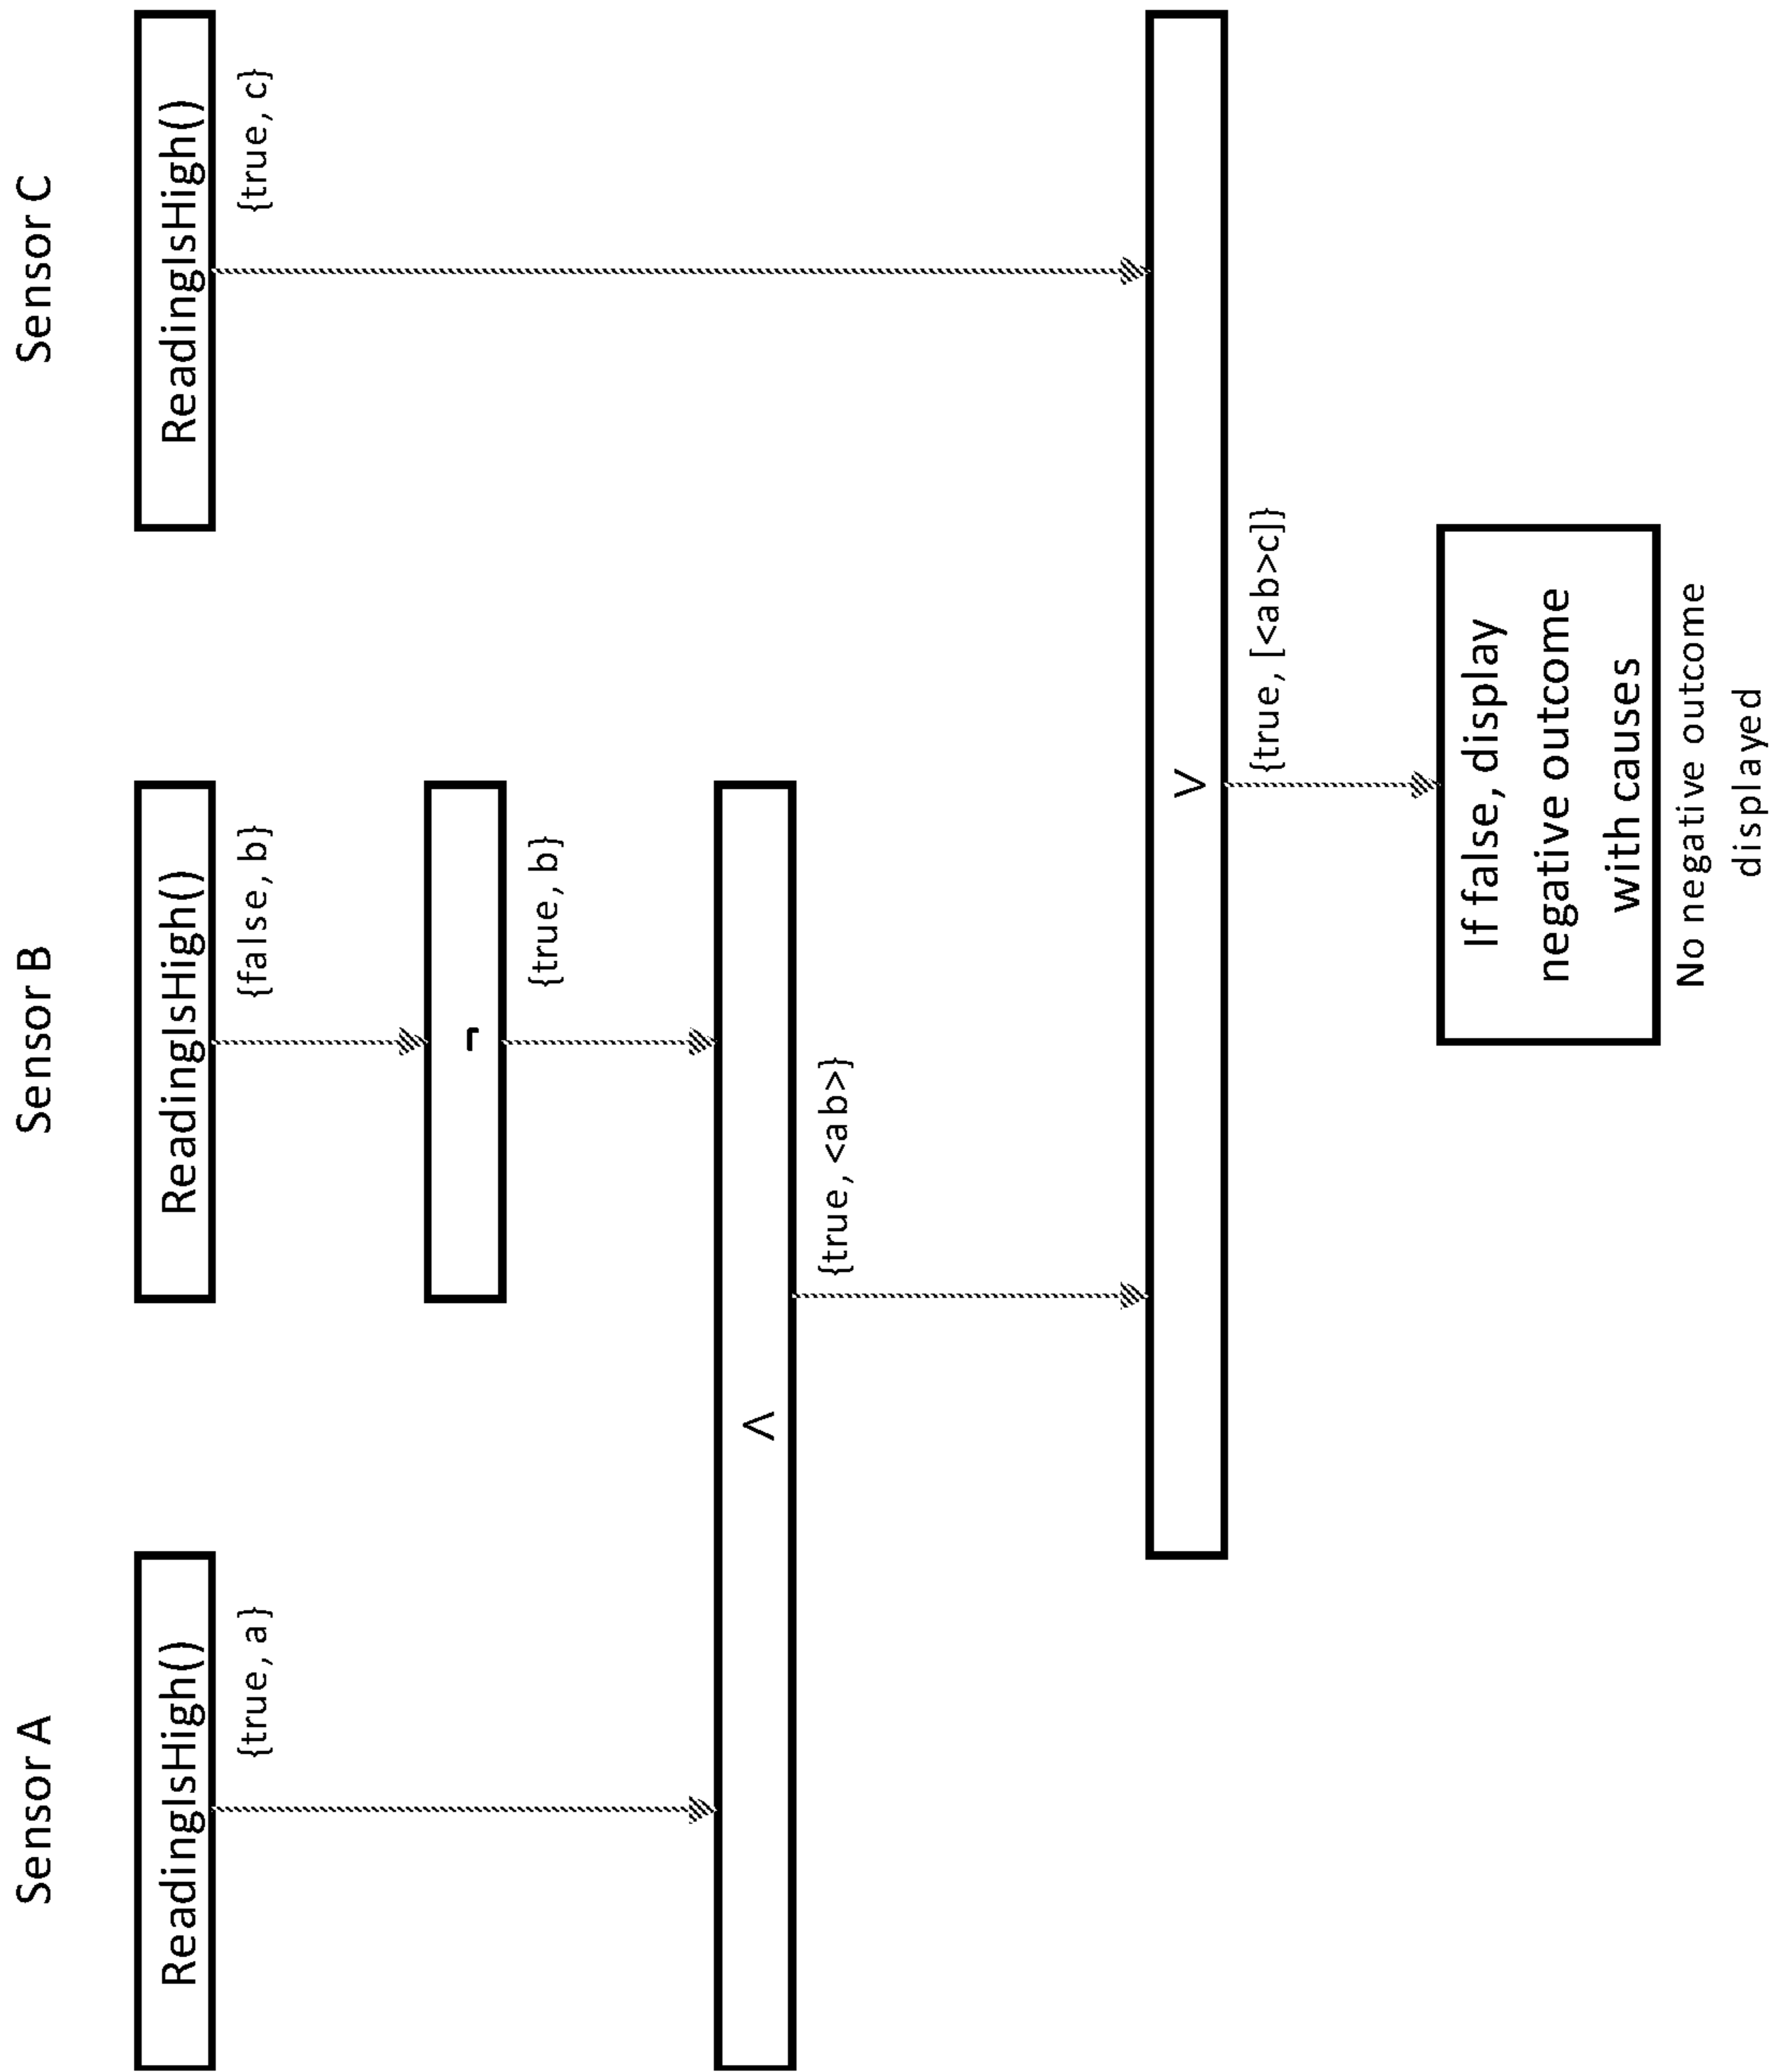 Sensor A
Sensor B
Sensor C
ReadingIsHigh()
ReadingIsHigh()
ReadingIsHigh()
{true, a}
{false, b}
{true, c}
¬
{true, b}
∧
{true, <ab>}
∨
{true, [<ab>c]}
If false, display
negative outcome
with causes
No negative outcome
displayed